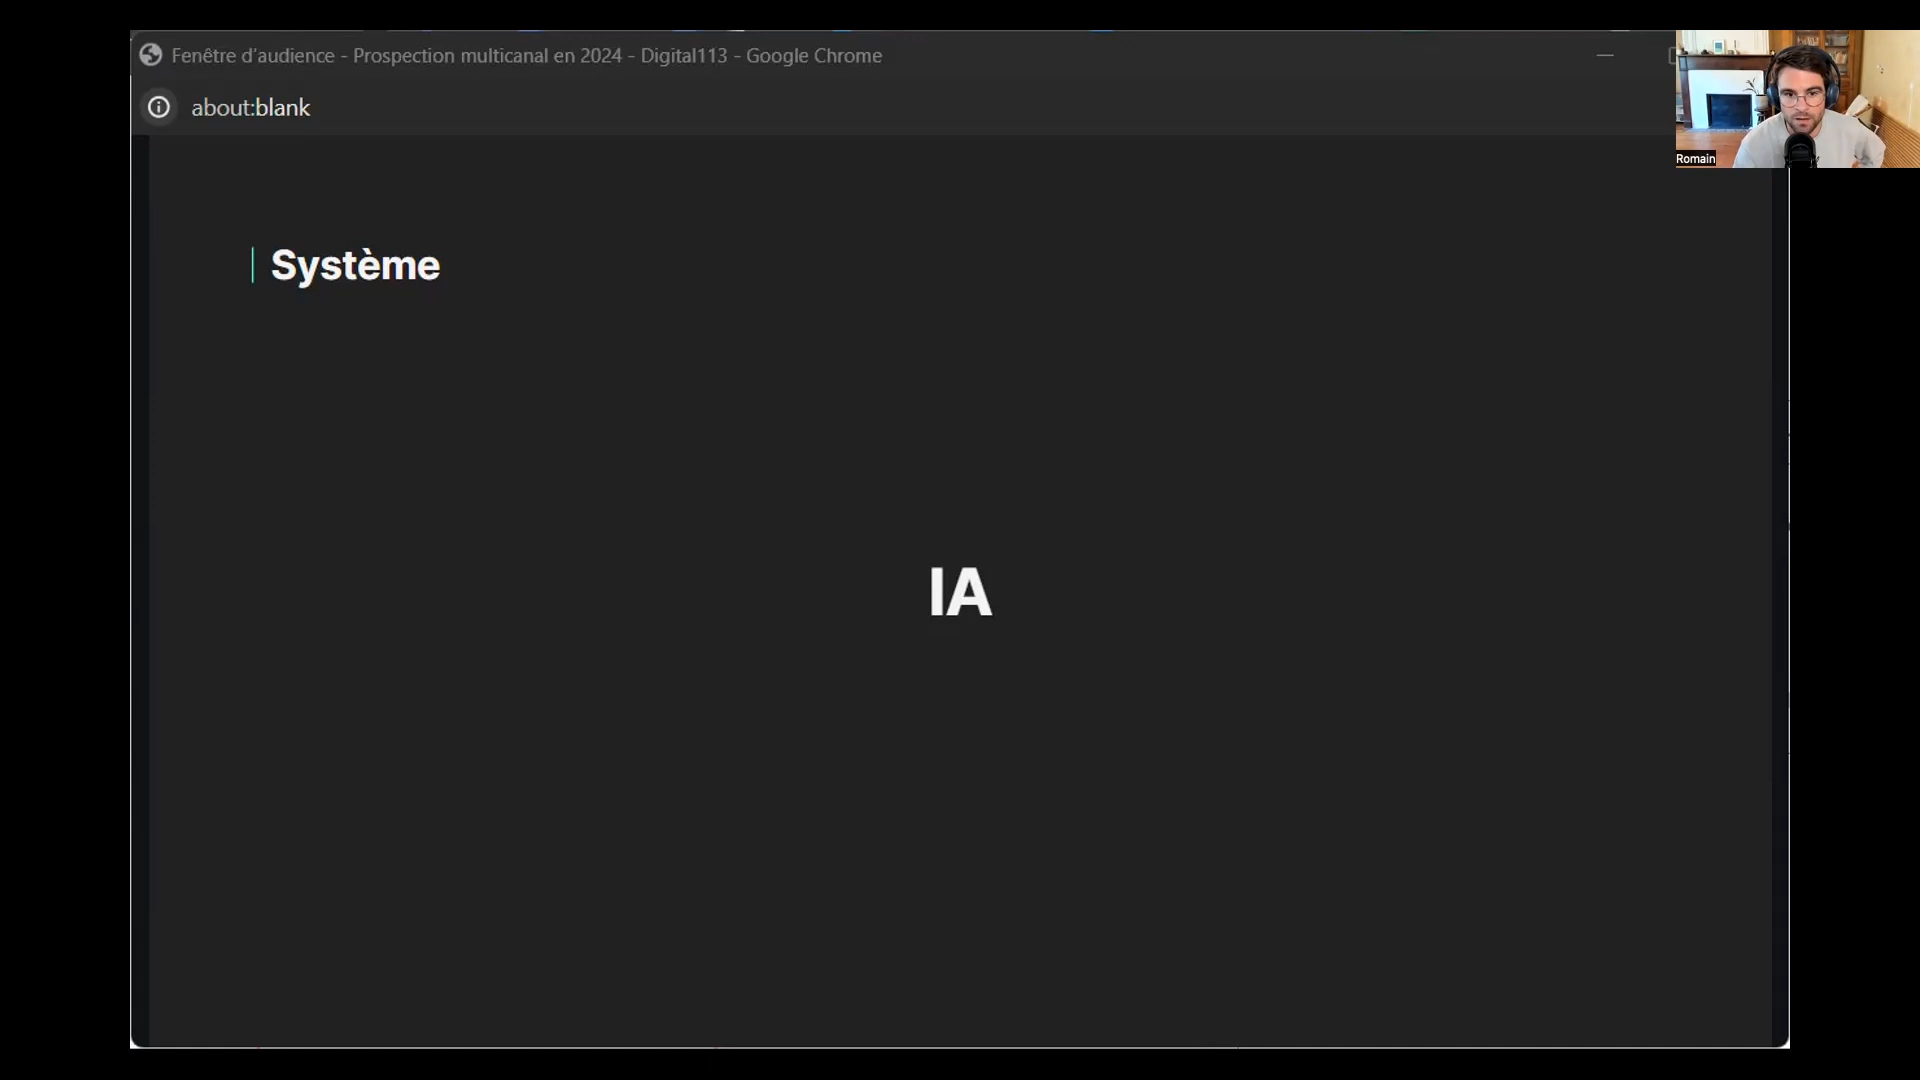 Fenêtre d'audience - Prospection multicanal en 2024 - Digital113 - Google Chrome
about:blank
Romain
Système
IA